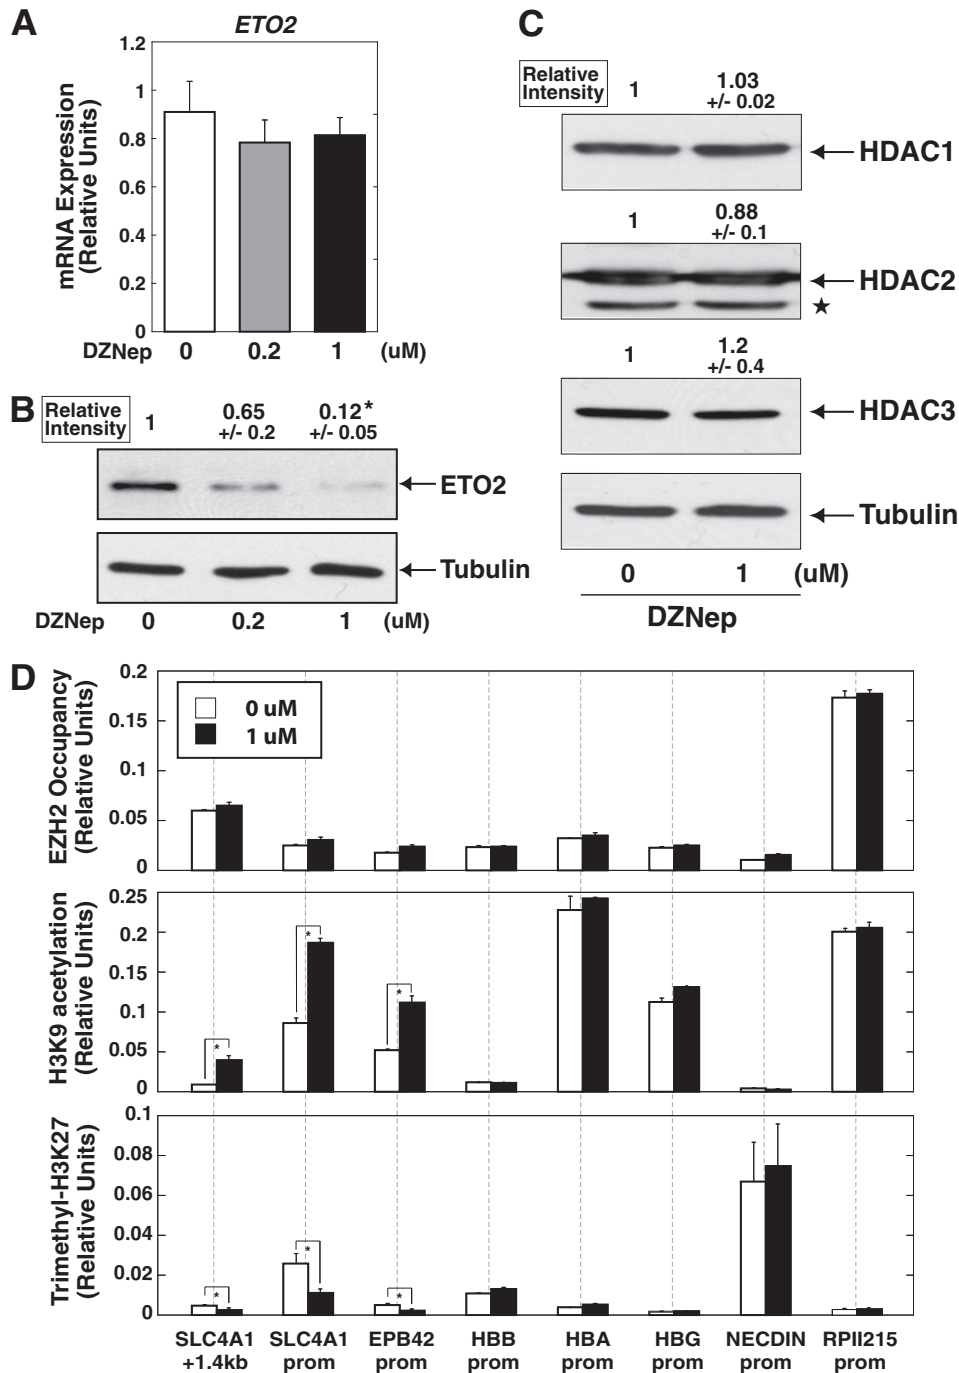 A
ETO2
mRNA Expression
(Relative Units)
1.2
1
0.8
0.6
0.4
0.2
0
DZNep 0 0.2 1 (uM)
B
Relative
Intensity
1 0.65 0.12*
+/- 0.2 +/- 0.05
ETO2
Tubulin
DZNep 0 0.2 1 (uM)
C
Relative
Intensity
1 1.03
+/- 0.02
HDAC1
1 0.88
+/- 0.1
HDAC2
★
1 1.2
+/- 0.4
HDAC3
Tubulin
0 1 (uM)
DZNep
D
EZH2 Occupancy
(Relative Units)
0.2
0.15
0.1
0.05
0
0 uM
1 uM
H3K9 acetylation
(Relative Units)
0.25
0.2
0.15
0.1
0.05
0
*
*
*
Trimethyl-H3K27
(Relative Units)
0.1
0.08
0.06
0.04
0.02
0
*
*
*
SLC4A1 SLC4A1 EPB42 HBB HBA HBG NECDIN RPII215
+1.4kb prom prom prom prom prom prom prom